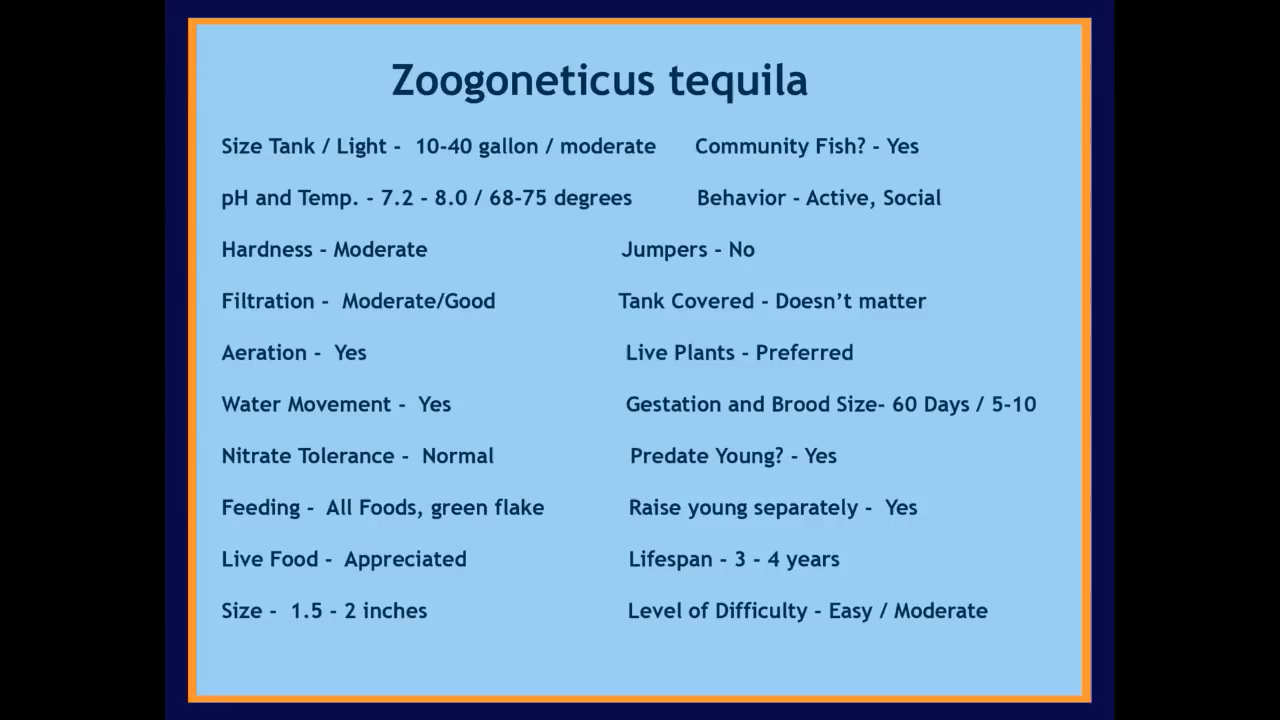 Zoogoneticus tequila
Size Tank / Light -  10-40 gallon / moderate    Community Fish? - Yes
pH and Temp. - 7.2 - 8.0 / 68-75 degrees    Behavior - Active, Social
Hardness - Moderate    Jumpers - No
Filtration -  Moderate/Good    Tank Covered - Doesn’t matter
Aeration -  Yes    Live Plants - Preferred
Water Movement -  Yes    Gestation and Brood Size- 60 Days / 5-10
Nitrate Tolerance -  Normal    Predate Young? - Yes
Feeding -  All Foods, green flake    Raise young separately -  Yes
Live Food -  Appreciated    Lifespan - 3 - 4 years
Size -  1.5 - 2 inches    Level of Difficulty - Easy / Moderate